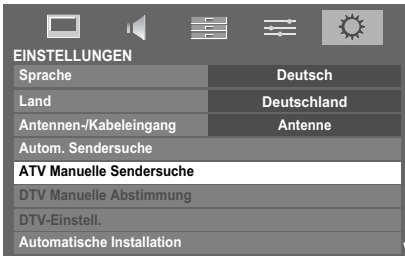 EINSTELLUNGEN
Sprache Deutsch
Land Deutschland
Antennen-/Kabeleingang Antenne
Autom. Sendersuche
ATV Manuelle Sendersuche
DTV Manuelle Abstimmung
DTV-Einstell.
Automatische Installation